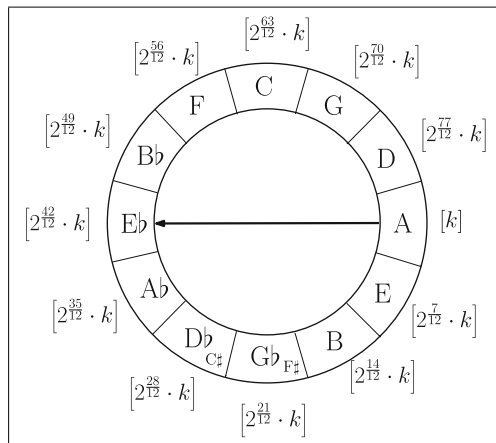 [2^{63/12} · k]
[2^{56/12} · k]
[2^{70/12} · k]
C
F
G
[2^{49/12} · k]
[2^{77/12} · k]
B♭
D
[2^{42/12} · k]
E♭
A
[k]
A♭
E
[2^{35/12} · k]
[2^{7/12} · k]
D♭
C♯
G♭ F♯
B
[2^{28/12} · k]
[2^{14/12} · k]
[2^{21/12} · k]